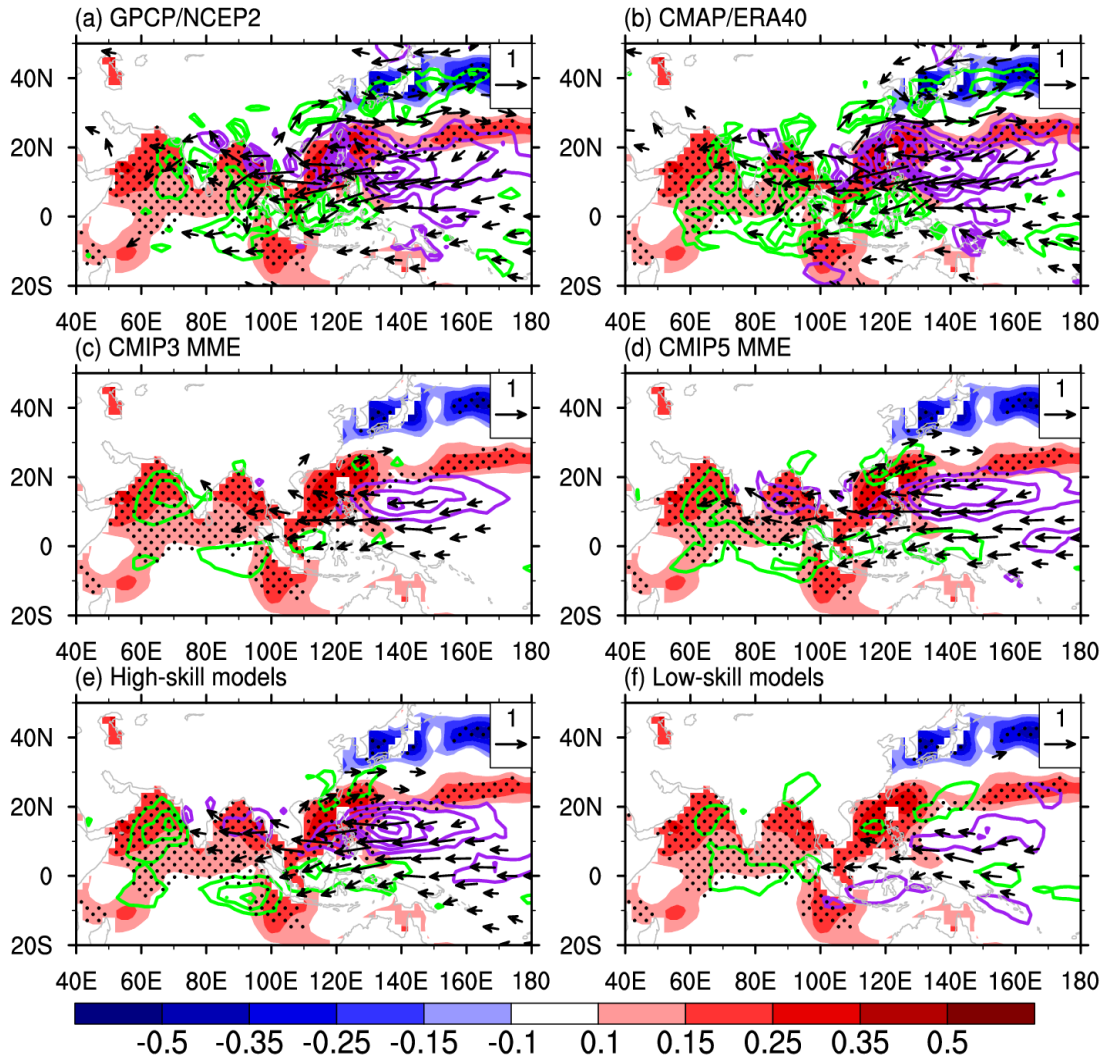 (a) GPCP/NCEP2
(b) CMAP/ERA40
1
1
40N
40N
20N
20N
0
0
20S
20S
40E 60E 80E 100E 120E 140E 160E 180
40E 60E 80E 100E 120E 140E 160E 180
(c) CMIP3 MME
(d) CMIP5 MME
1
1
40N
40N
20N
20N
0
0
20S
20S
40E 60E 80E 100E 120E 140E 160E 180
40E 60E 80E 100E 120E 140E 160E 180
(e) High-skill models
(f) Low-skill models
1
1
40N
40N
20N
20N
0
0
20S
20S
40E 60E 80E 100E 120E 140E 160E 180
40E 60E 80E 100E 120E 140E 160E 180
-0.5 -0.35 -0.25 -0.15 -0.1 0.1 0.15 0.25 0.35 0.5